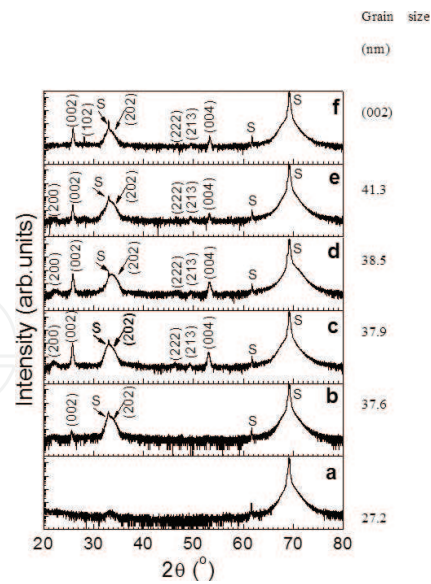 Grain size
(nm)
(002)
41.3
38.5
37.9
37.6
27.2
Intensity (arb.units)
(002) (102) S (202) (222) (213) (004) S S f
(200) (002) S (202) (222) (213) (004) S S e
(200) (002) S (202) (222) (213) (004) S S d
(200) (002) S (202) (222) (213) (004) S S c
(002) S (202) S S b
a
20 30 40 50 60 70 80
2θ (°)